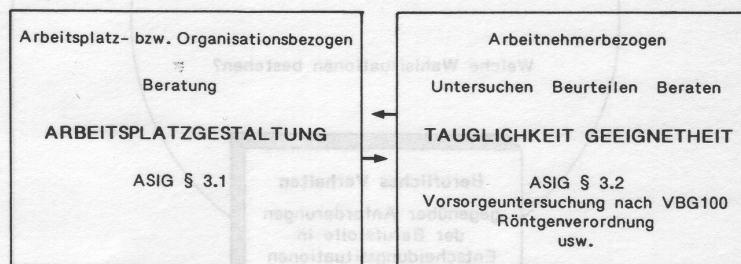 Arbeitsplatz- bzw. Organisationsbezogen
Beratung
ARBEITSPLATZGESTALTUNG
ASIG § 3.1
Arbeitnehmerbezogen
Untersuchen Beurteilen Beraten
TAUGLICHKEIT GEEIGNETHEIT
ASIG § 3.2
Vorsorgeuntersuchung nach VBG100
Röntgenverordnung
usw.